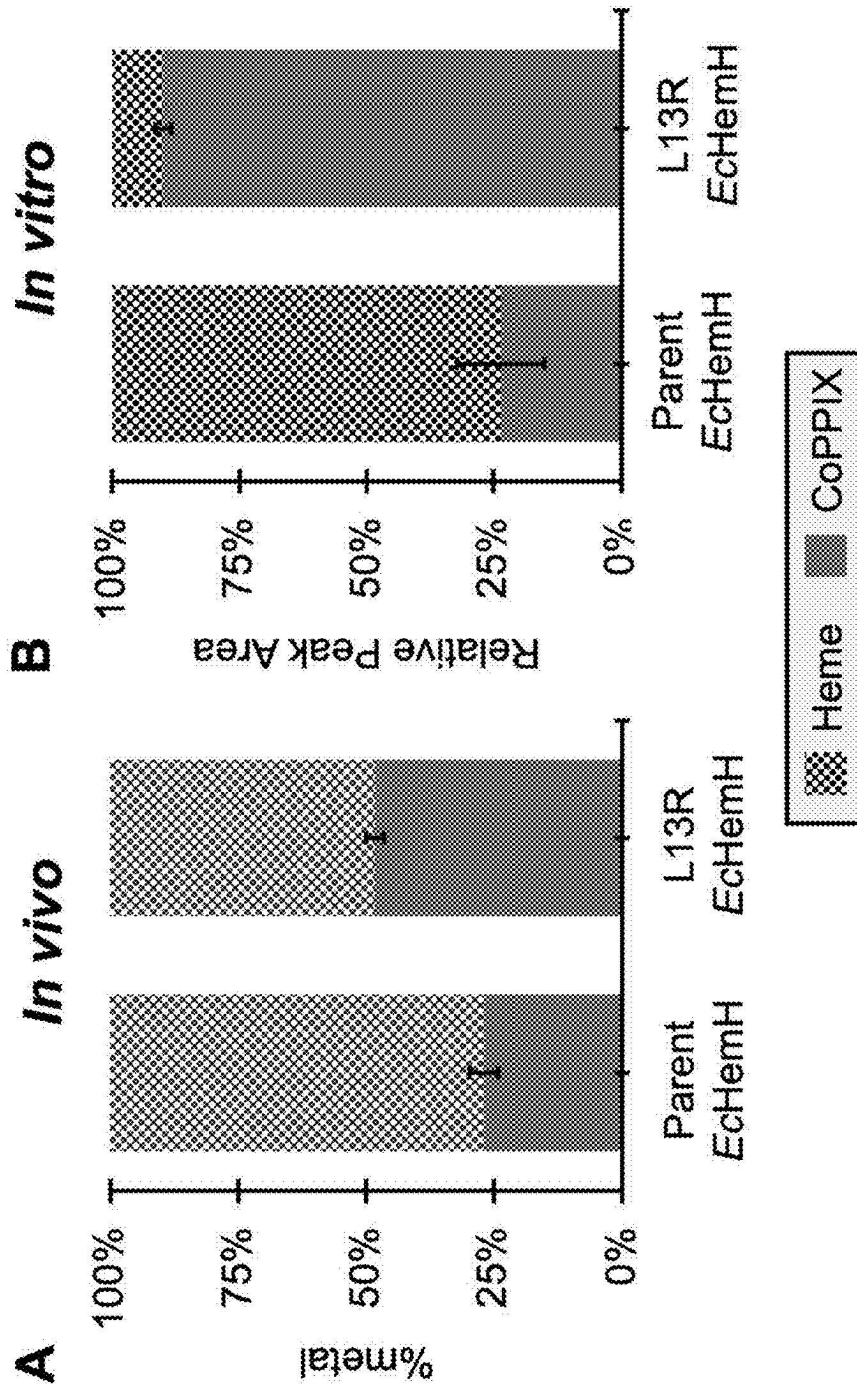 A
In vivo
%metal
100%
75%
50%
25%
0%
Parent
EcHemH
L13R
EcHemH
B
In vitro
Relative Peak Area
100%
75%
50%
25%
0%
Parent
EcHemH
L13R
EcHemH
Heme
CoPPIX